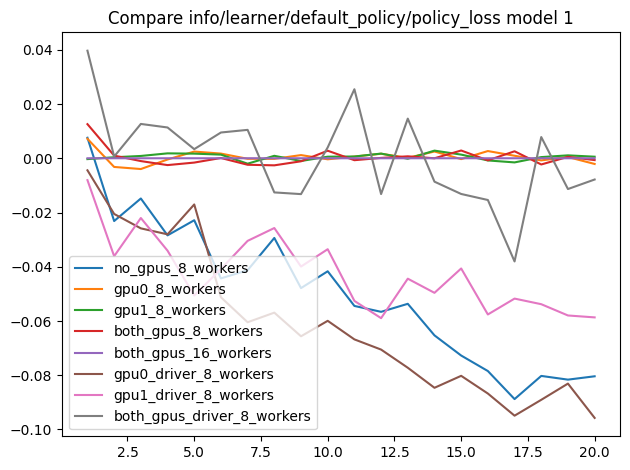 Compare info/learner/default_policy/policy_loss model 1
0.04
0.02
0.00
−0.02
−0.04
−0.06
−0.08
−0.10
no_gpus_8_workers
gpu0_8_workers
gpu1_8_workers
both_gpus_8_workers
both_gpus_16_workers
gpu0_driver_8_workers
gpu1_driver_8_workers
both_gpus_driver_8_workers
2.5 5.0 7.5 10.0 12.5 15.0 17.5 20.0